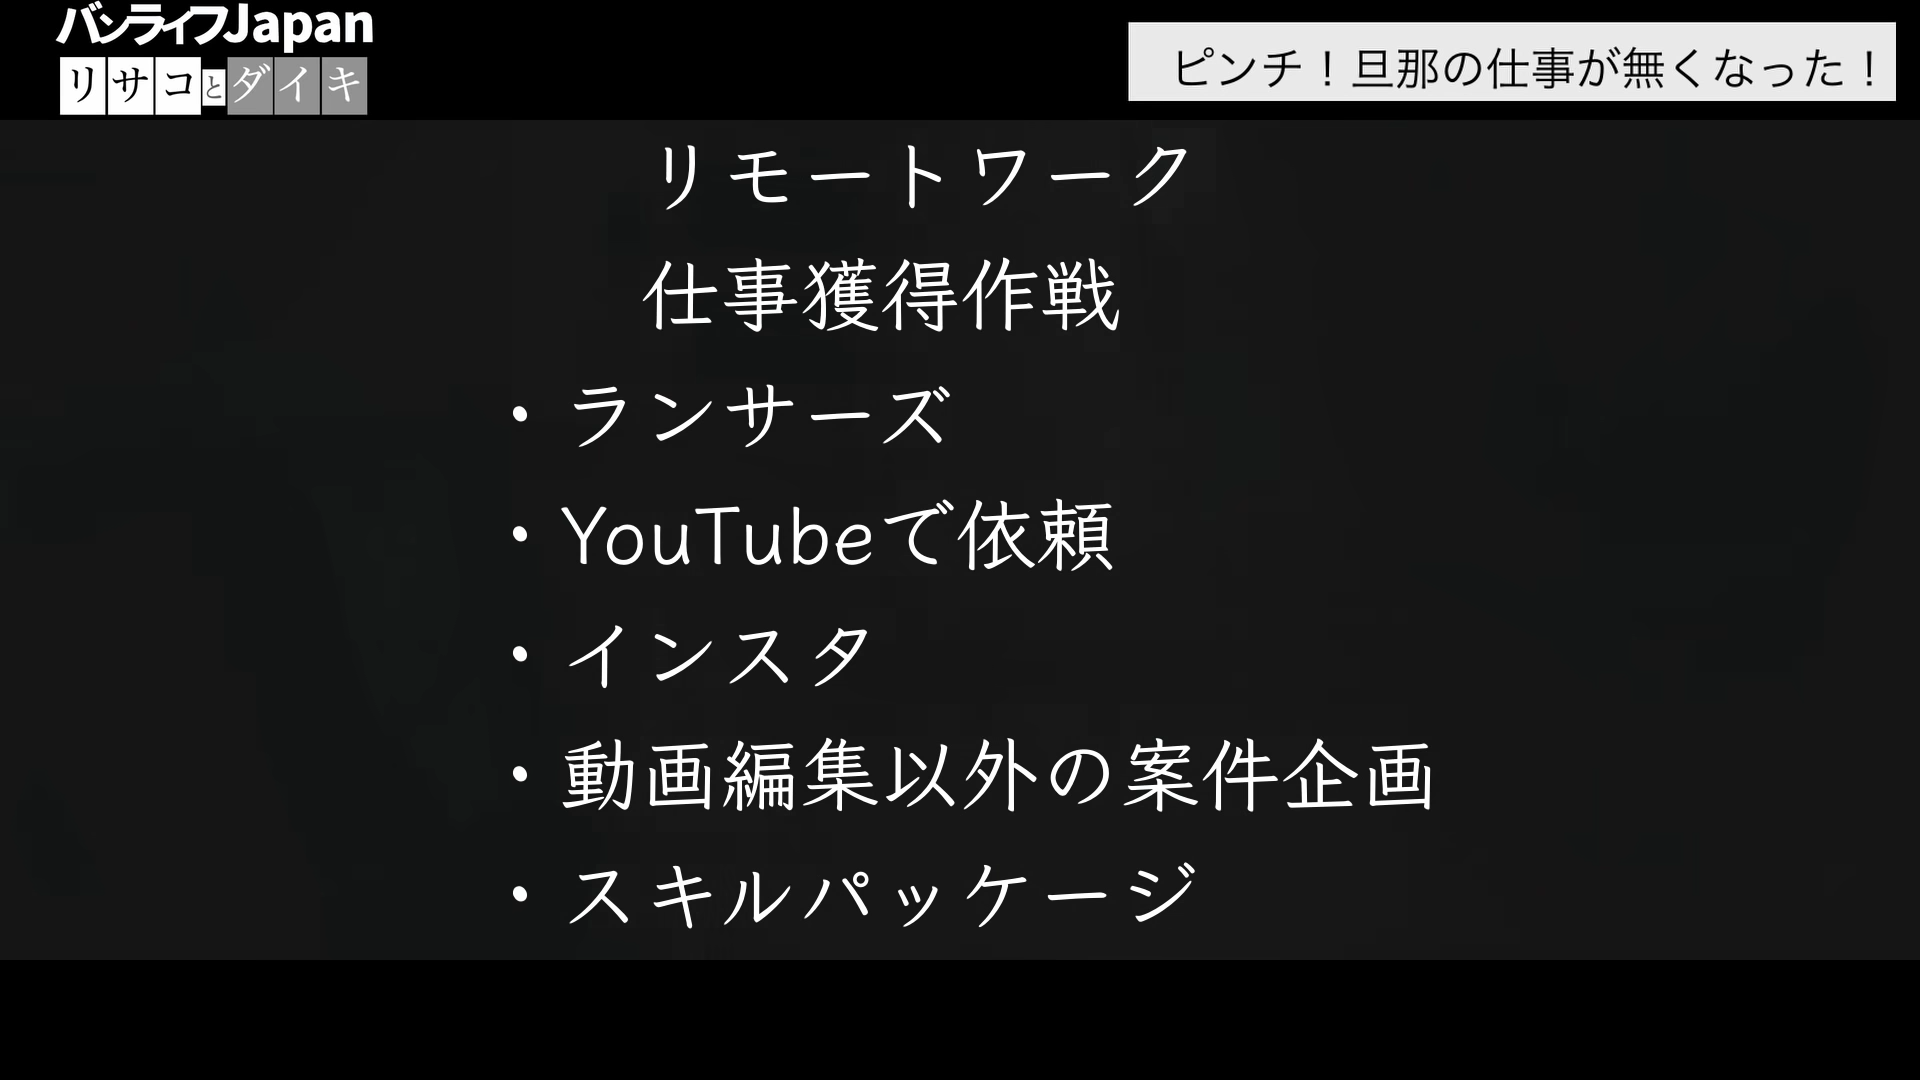 バンライフJapan
リサコとダイキ
ピンチ！旦那の仕事が無くなった！
リモートワーク
仕事獲得作戦
・ランサーズ
・YouTubeで依頼
・インスタ
・動画編集以外の案件企画
・スキルパッケージ